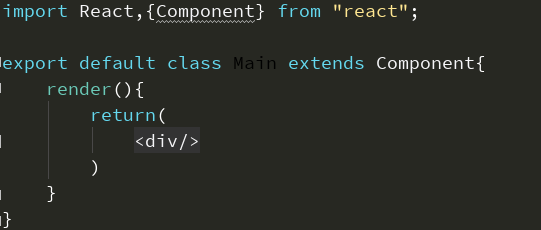 import React,{Component} from "react";
export default class Main extends Component{
render(){
return(
<div/>
)
}
}